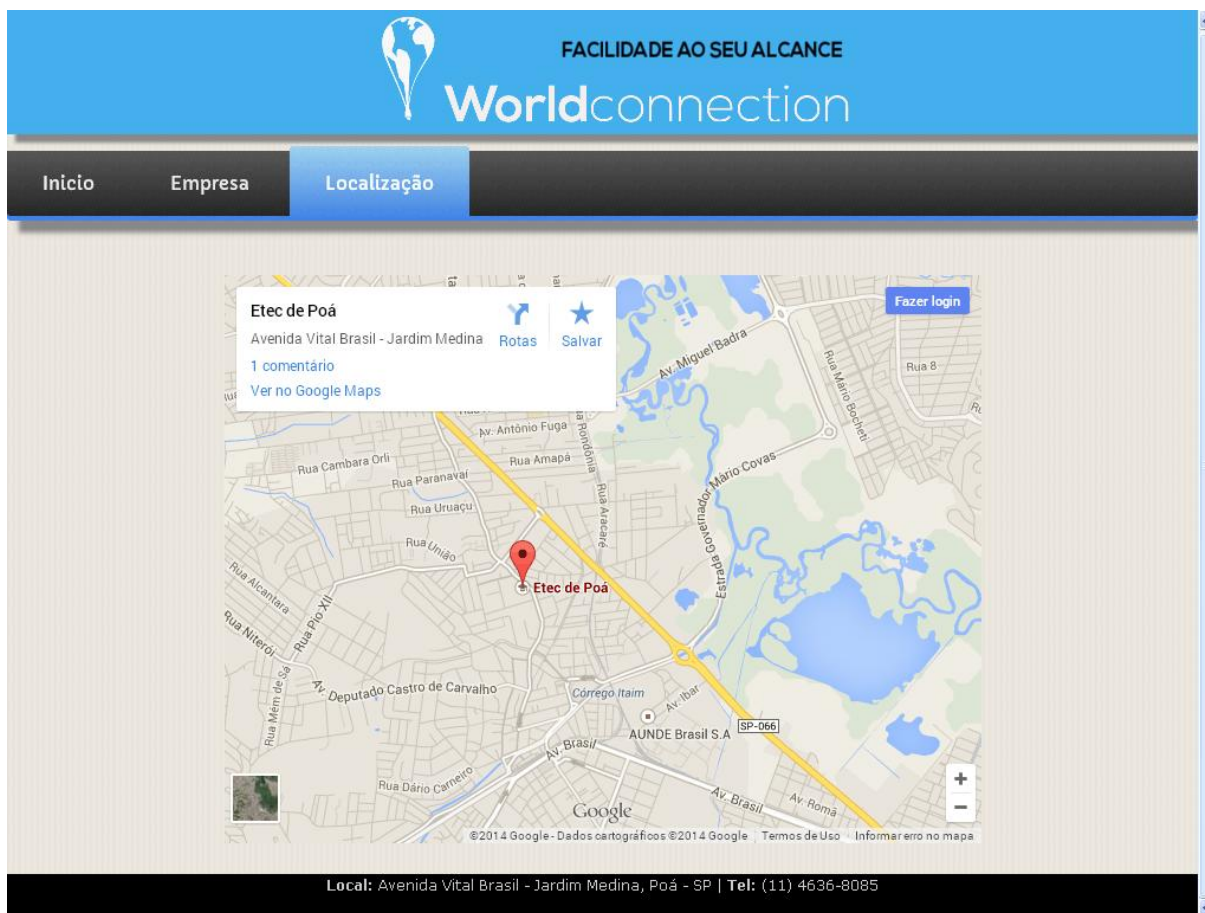 FACILIDADE AO SEU ALCANCE
Worldconnection
Inicio Empresa Localização
Etec de Poá
Avenida Vital Brasil - Jardim Medina
1 comentário
Ver no Google Maps
Rotas
Salvar
Fazer login
Av. Miguel Badra
Rua 8
Rua Mário Bocheti
Av. Antônio Fuga
Rua Rondônia
Rua Cambara Orli
Rua Amapá
Rua Paranavaí
Estrada Governador Mário Covas
Rua Uruaçu
Rua Aracaré
Rua União
Etec de Poá
Rua Alcantara
Rua Pio XII
Rua Niterói
Rua Mém de Sá
Av. Deputado Castro de Carvalho
Córrego Itaim
Av. Ibar
AUNDE Brasil S.A
SP-066
Av. Brasil
Rua Dário Carneiro
Av. Brasil
Av. Romã
+
−
Google
©2014 Google - Dados cartográficos ©2014 Google Termos de Uso Informar erro no mapa
Local: Avenida Vital Brasil - Jardim Medina, Poá - SP | Tel: (11) 4636-8085